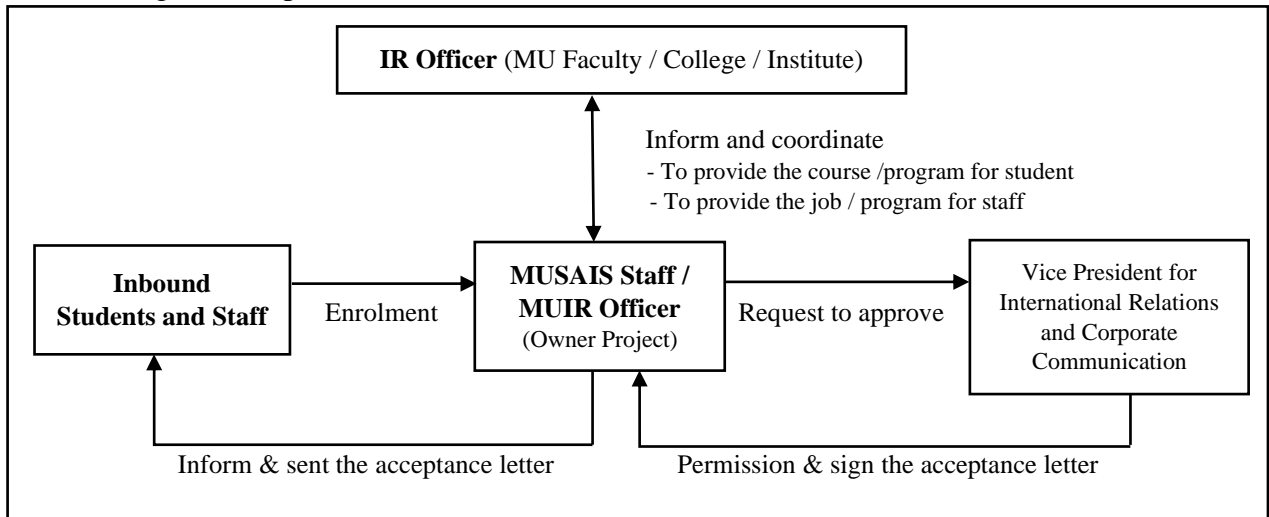 IR Officer (MU Faculty / College / Institute)
Inform and coordinate
- To provide the course /program for student
- To provide the job / program for staff
Inbound
Students and Staff
Enrolment
MUSAIS Staff /
MUIR Officer
(Owner Project)
Request to approve
Vice President for
International Relations
and Corporate
Communication
Inform & sent the acceptance letter
Permission & sign the acceptance letter